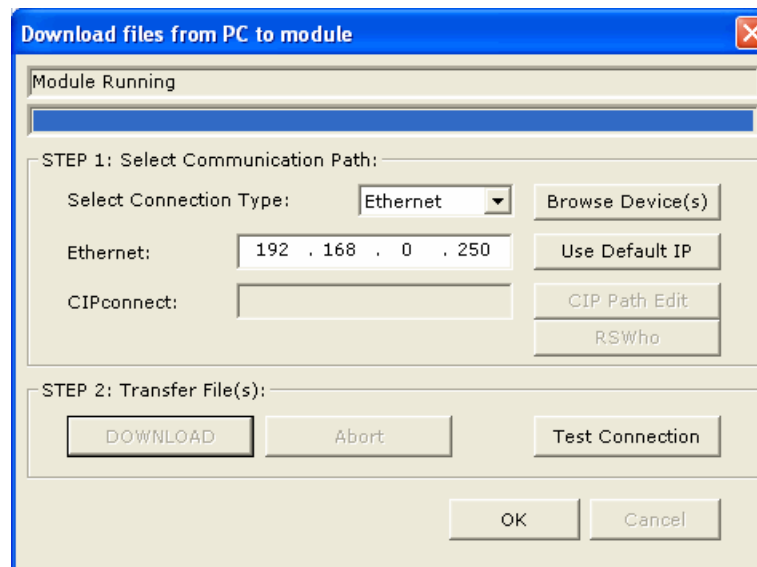 Download files from PC to module
Module Running
STEP 1: Select Communication Path:
Select Connection Type: Ethernet Browse Device(s)
Ethernet: 192 . 168 . 0 . 250 Use Default IP
CIPconnect: CIP Path Edit
RSWho
STEP 2: Transfer File(s):
DOWNLOAD Abort Test Connection
OK Cancel